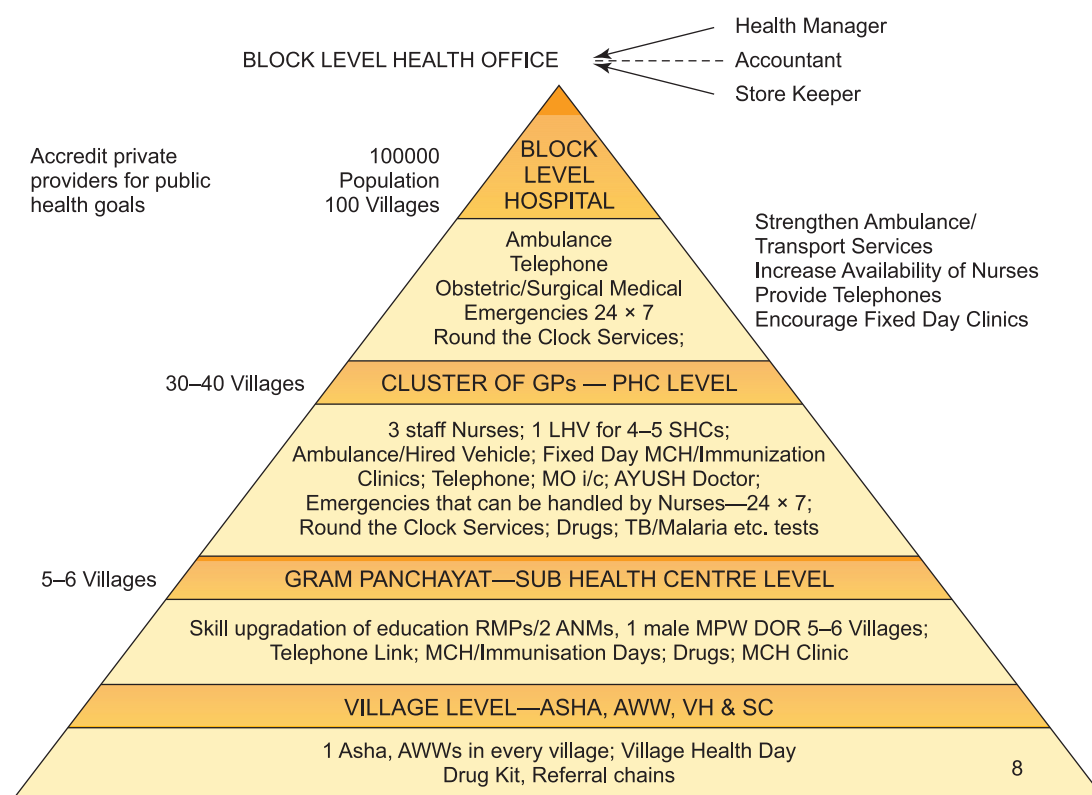 BLOCK LEVEL HEALTH OFFICE
Health Manager
Accountant
Store Keeper
Accredit private
providers for public
health goals
100000
Population
100 Villages
BLOCK
LEVEL
HOSPITAL
Strengthen Ambulance/
Transport Services
Increase Availability of Nurses
Provide Telephones
Encourage Fixed Day Clinics
Ambulance
Telephone
Obstetric/Surgical Medical
Emergencies 24 × 7
Round the Clock Services;
30–40 Villages
CLUSTER OF GPs — PHC LEVEL
3 staff Nurses; 1 LHV for 4–5 SHCs;
Ambulance/Hired Vehicle; Fixed Day MCH/Immunization
Clinics; Telephone; MO i/c; AYUSH Doctor;
Emergencies that can be handled by Nurses—24 × 7;
Round the Clock Services; Drugs; TB/Malaria etc. tests
5–6 Villages
GRAM PANCHAYAT—SUB HEALTH CENTRE LEVEL
Skill upgradation of education RMPs/2 ANMs, 1 male MPW DOR 5–6 Villages;
Telephone Link; MCH/Immunisation Days; Drugs; MCH Clinic
VILLAGE LEVEL—ASHA, AWW, VH & SC
1 Asha, AWWs in every village; Village Health Day
Drug Kit, Referral chains
8